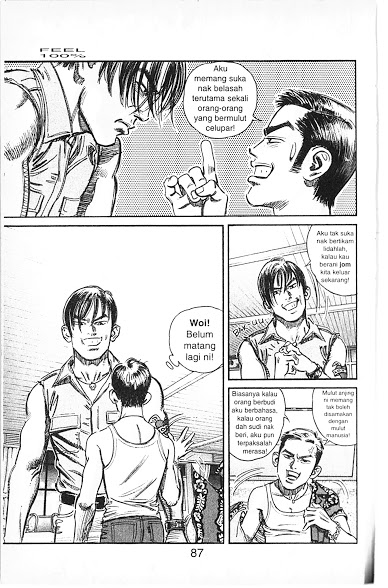 FEEL
100%
Aku
memang suka
nak belasah
terutama sekali
orang-orang
yang bermulut
celupar!
Aku tak suka
nak bertikam
lidahlah,
kalau kau
berani jom
kita keluar
sekarang!
PAKUU
Woi!
Belum
matang
lagi ni!
Biasanya kalau
orang berbudi
aku berbahasa,
kalau orang
dah sudi nak
beri, aku pun
terpaksalah
merasa!
Mulut anjing
ni memang
tak boleh
disamakan
dengan
mulut
manusia!
87